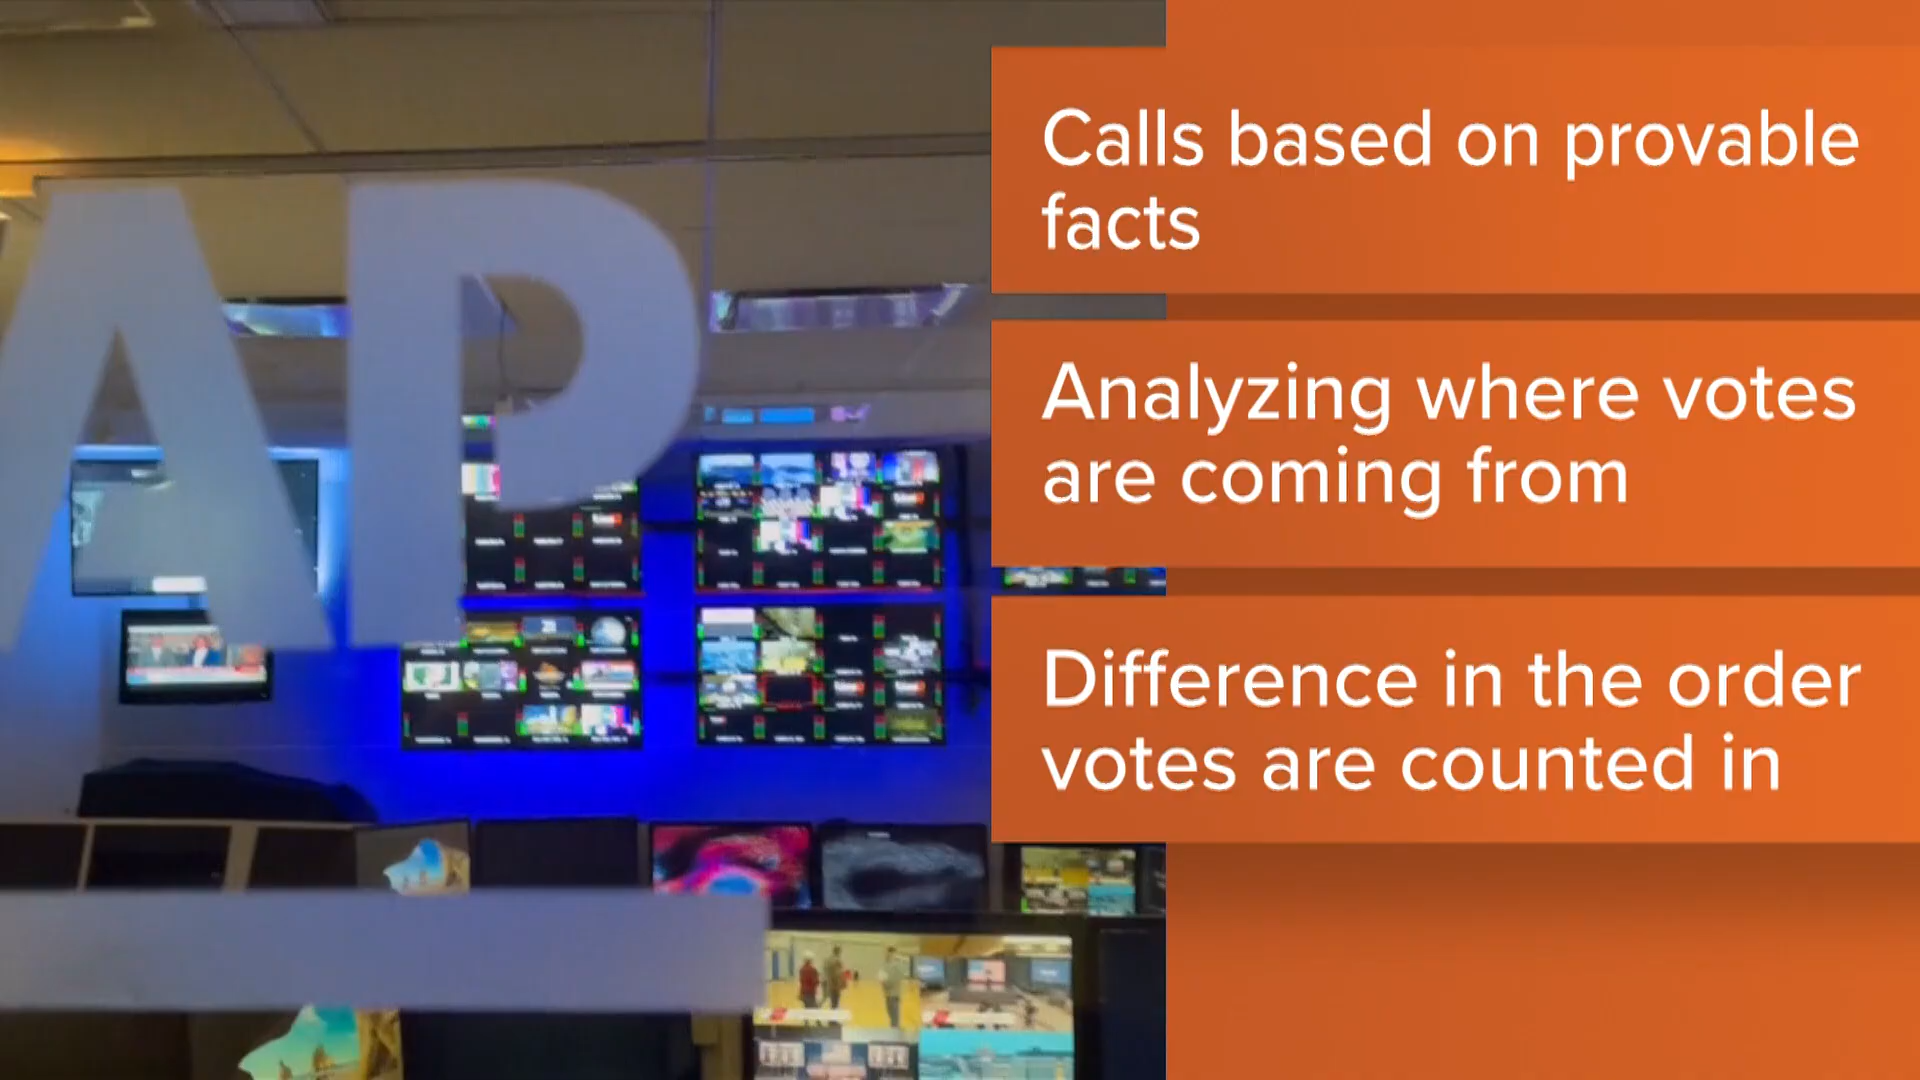 AP
Calls based on provable
facts
Analyzing where votes
are coming from
Difference in the order
votes are counted in